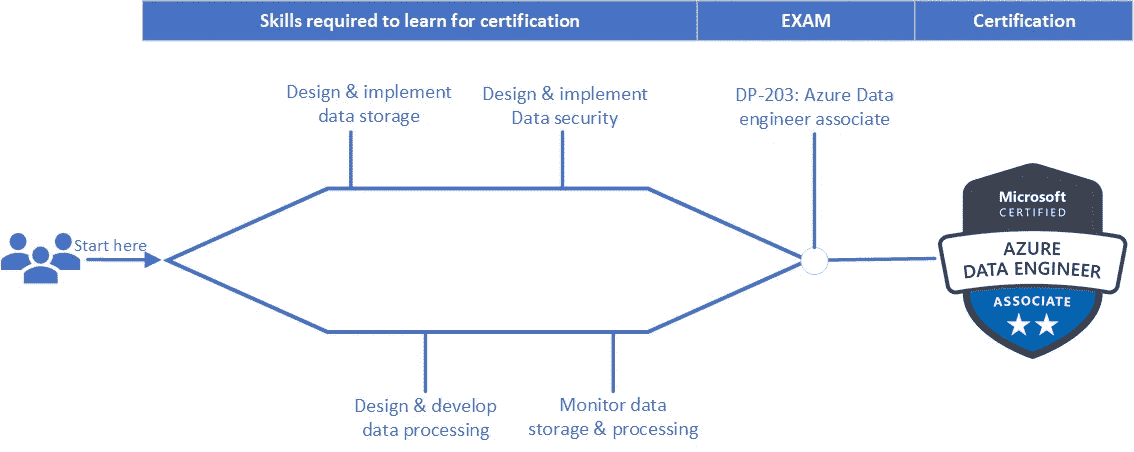 Skills required to learn for certification
EXAM
Certification
Design & implement
data storage
Design & implement
Data security
DP-203: Azure Data
engineer associate
Start here
Microsoft
CERTIFIED
AZURE
DATA ENGINEER
ASSOCIATE
Design & develop
data processing
Monitor data
storage & processing